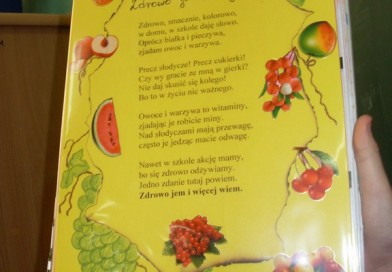 Zdrowo
Zdrowo, smacznie, kolorowo,
w domu, w szkole daję słowo.
Oprócz białka i pieczywa,
zjadam owoc i warzywa.
Precz słodycze! Precz cukierki!
Czy wy gracie ze mną w gierki?
Nie daj skusić się kolego!
Bo to w życiu nic ważnego.
Owoce i warzywa to witaminy,
zjadając je robicie miny.
Nad słodyczami mają przewagę,
często je jedząc macie odwagę.
Nawet w szkole akcję mamy,
bo się zdrowo odżywiamy.
Jedno zdanie tutaj powiem.
Zdrowo jem i więcej wiem.